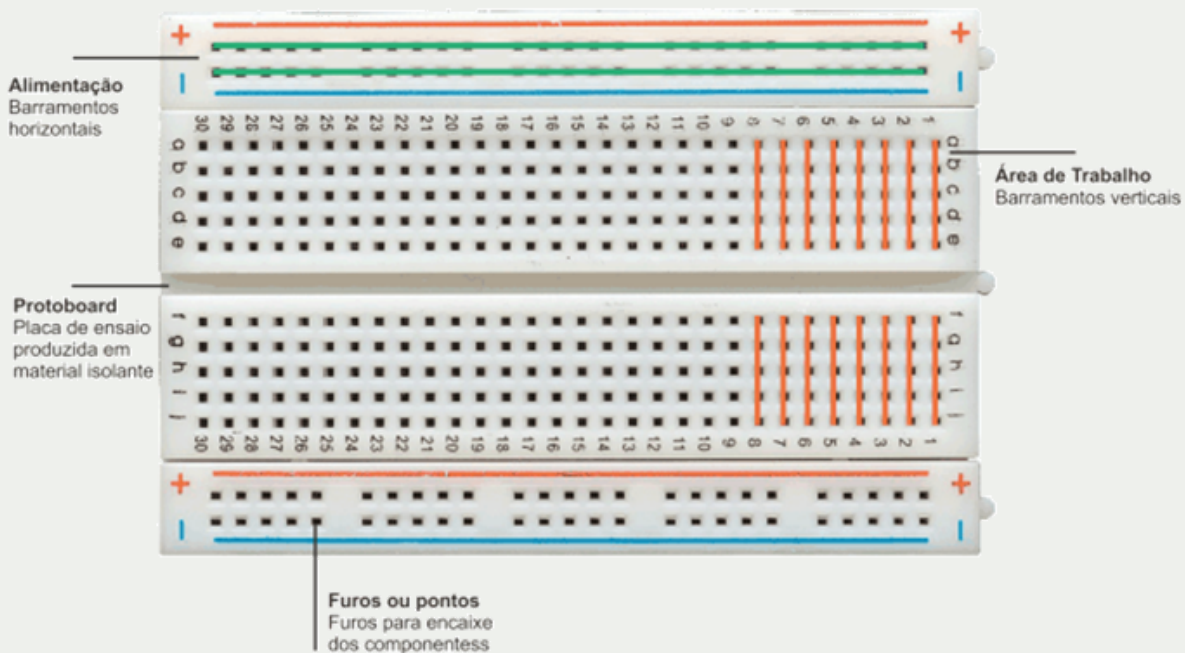 + +
Alimentação
Barramentos
horizontais
- -
30 29 28 27 26 25 24 23 22 21 20 19 18 17 16 15 14 13 12 11 10 9 8 7 6 5 4 3 2 1
a a
b b
c c
d d
e e
Área de Trabalho
Barramentos verticais
Protoboard
Placa de ensaio
produzida em
material isolante
f f
g g
h h
i i
j j
30 29 28 27 26 25 24 23 22 21 20 19 18 17 16 15 14 13 12 11 10 9 8 7 6 5 4 3 2 1
+ +
- -
Furos ou pontos
Furos para encaixe
dos componentess